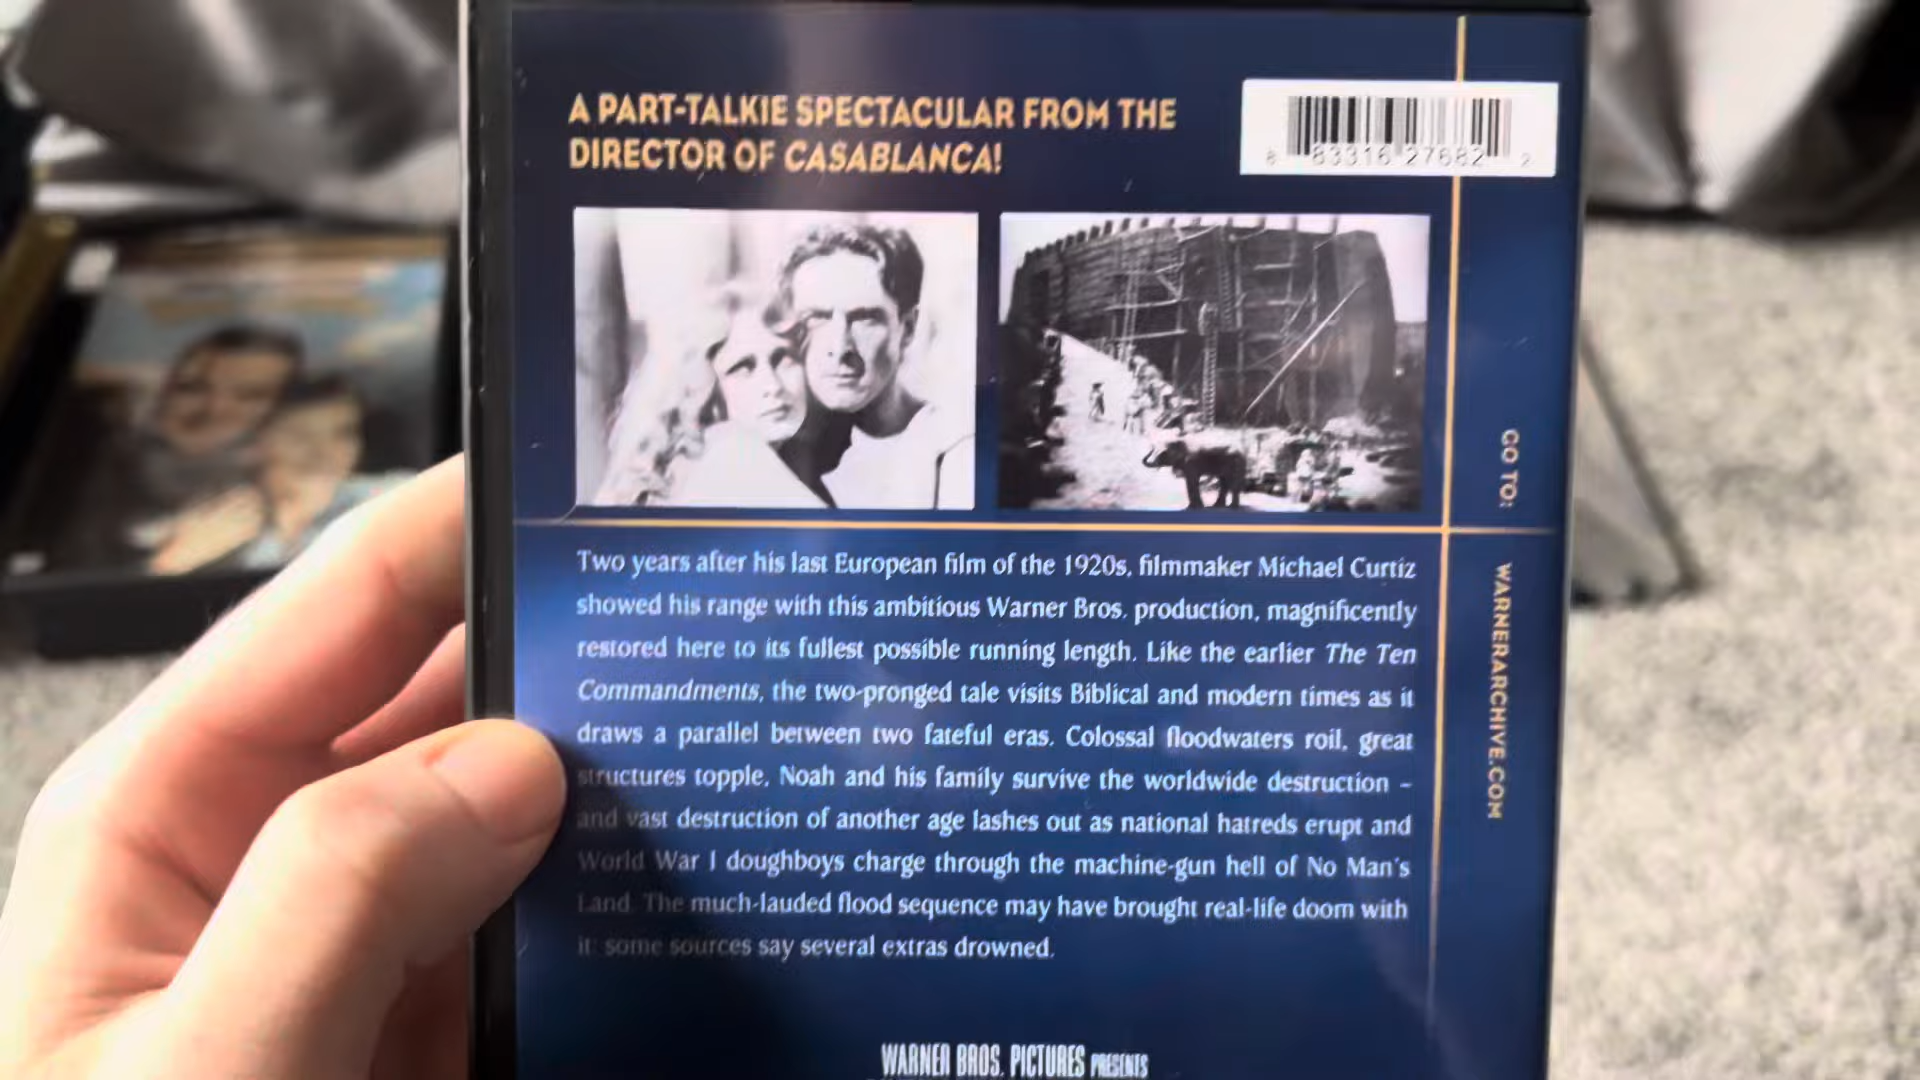 A PART-TALKIE SPECTACULAR FROM THE
DIRECTOR OF CASABLANCA!
8 83316 27682 2
GO TO: WARNERARCHIVE.COM
Two years after his last European film of the 1920s, filmmaker Michael Curtiz
showed his range with this ambitious Warner Bros. production, magnificently
restored here to its fullest possible running length. Like the earlier The Ten
Commandments, the two-pronged tale visits Biblical and modern times as it
draws a parallel between two fateful eras. Colossal floodwaters roil, great
structures topple, Noah and his family survive the worldwide destruction –
and vast destruction of another age lashes out as national hatreds erupt and
World War I doughboys charge through the machine-gun hell of No Man's
Land. The much-lauded flood sequence may have brought real-life doom with
it: some sources say several extras drowned.
WARNER BROS. PICTURES PRESENTS